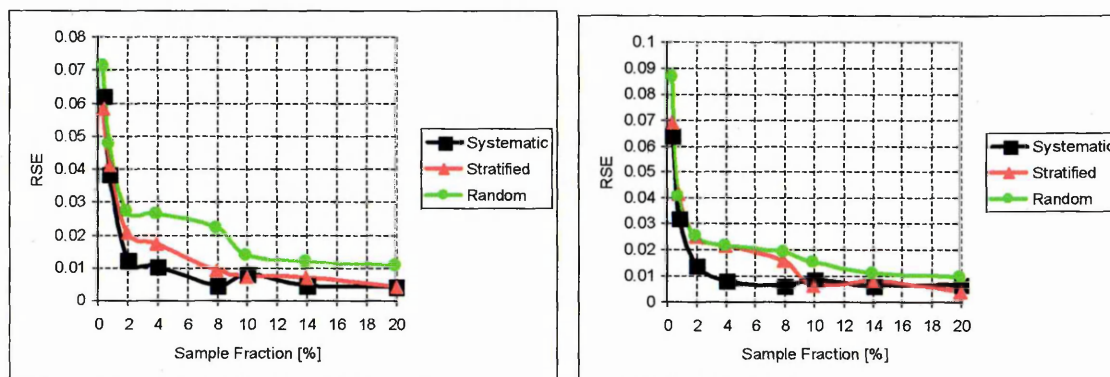 0.08
0.07
0.06
0.05
0.04
0.03
0.02
0.01
0
RSE
0 2 4 6 8 10 12 14 16 18 20
Sample Fraction [%]
Systematic
Stratified
Random
0.1
0.09
0.08
0.07
0.06
0.05
0.04
0.03
0.02
0.01
0
RSE
0 2 4 6 8 10 12 14 16 18 20
Sample Fraction [%]
Systematic
Stratified
Random